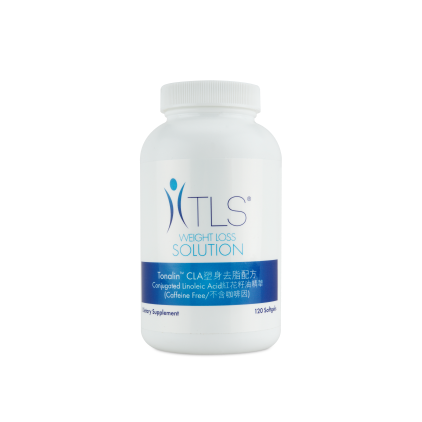 TLS®
WEIGHT LOSS
SOLUTION
Tonalin™ CLA塑身去脂配方
Conjugated Linoleic Acid紅花籽油精華
(Caffeine Free/不含咖啡因)
Dietary Supplement 120 Softgels